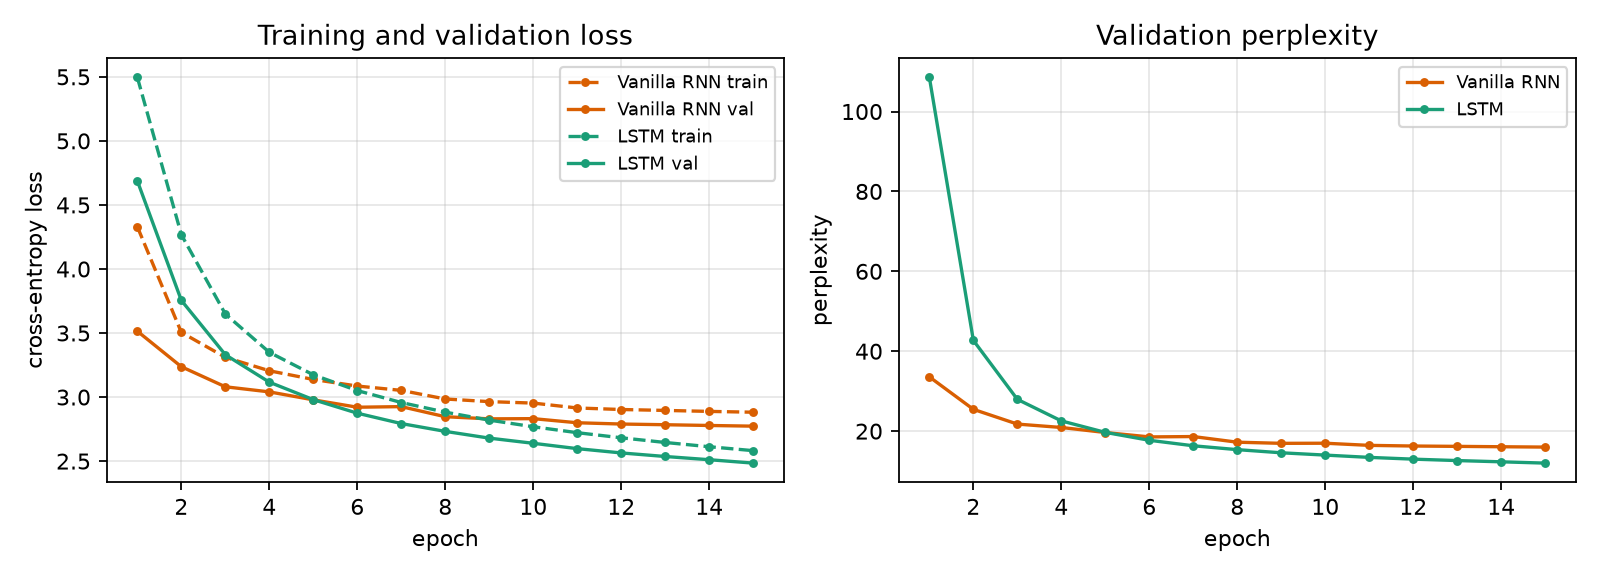 Training and validation loss
5.5
5.0
4.5
4.0
3.5
3.0
2.5
cross-entropy loss
Vanilla RNN train
Vanilla RNN val
LSTM train
LSTM val
2 4 6 8 10 12 14
epoch
Validation perplexity
100
80
60
40
20
perplexity
Vanilla RNN
LSTM
2 4 6 8 10 12 14
epoch